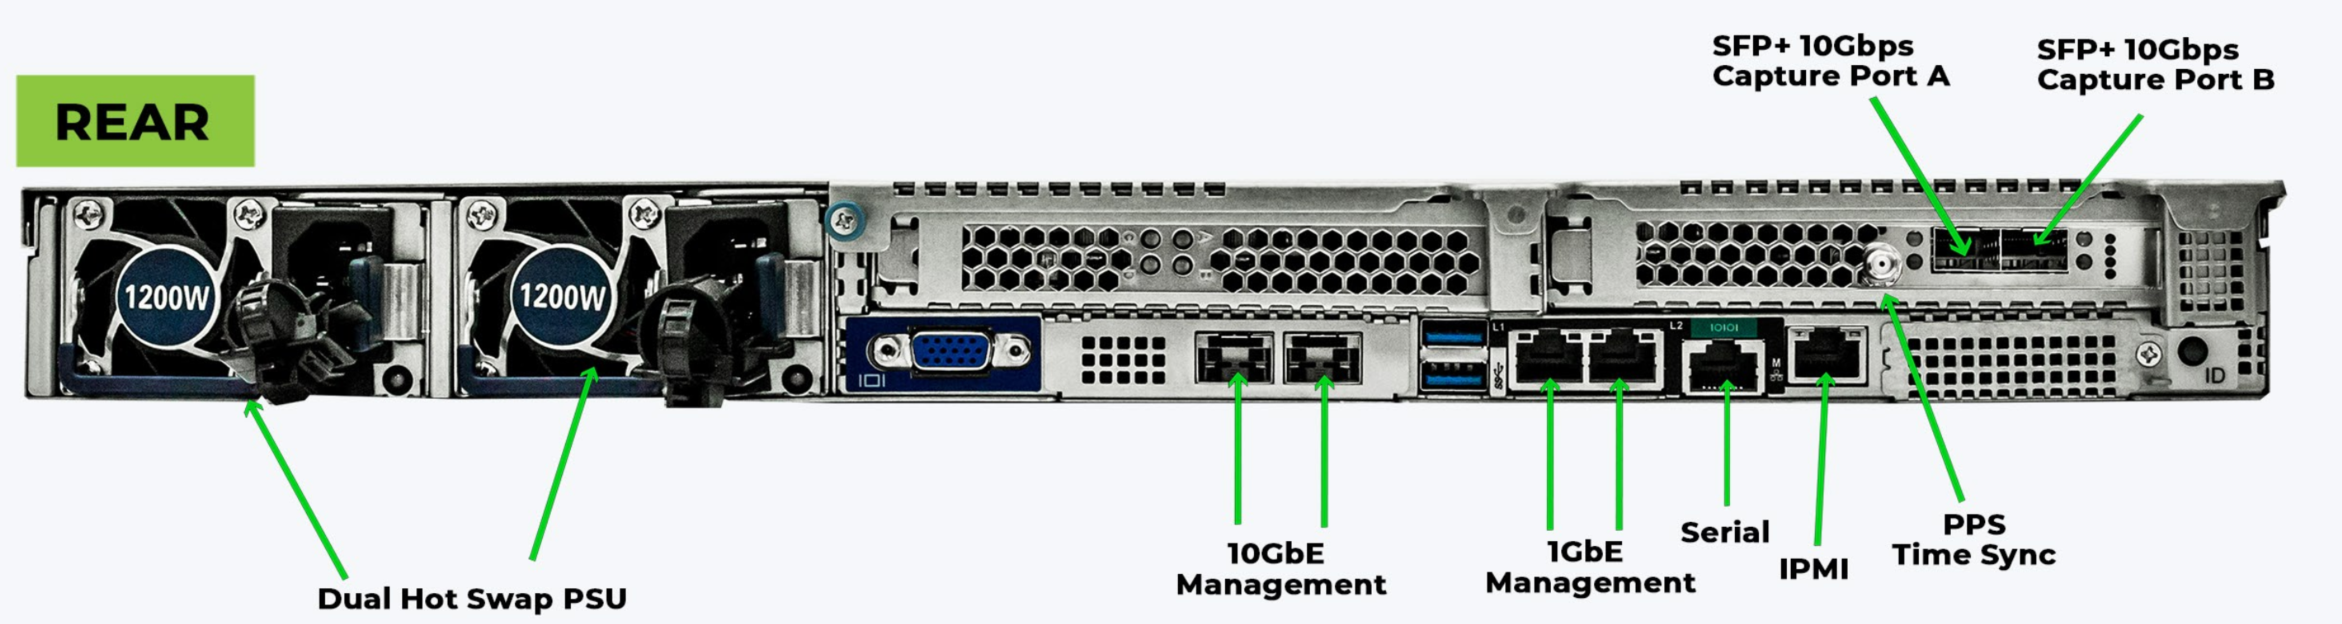 SFP+ 10Gbps
Capture Port A
SFP+ 10Gbps
Capture Port B
REAR
1200W
1200W
L1
L2
10101
M
IOI
ID
10GbE
Management
1GbE
Management
Serial
IPMI
PPS
Time Sync
Dual Hot Swap PSU